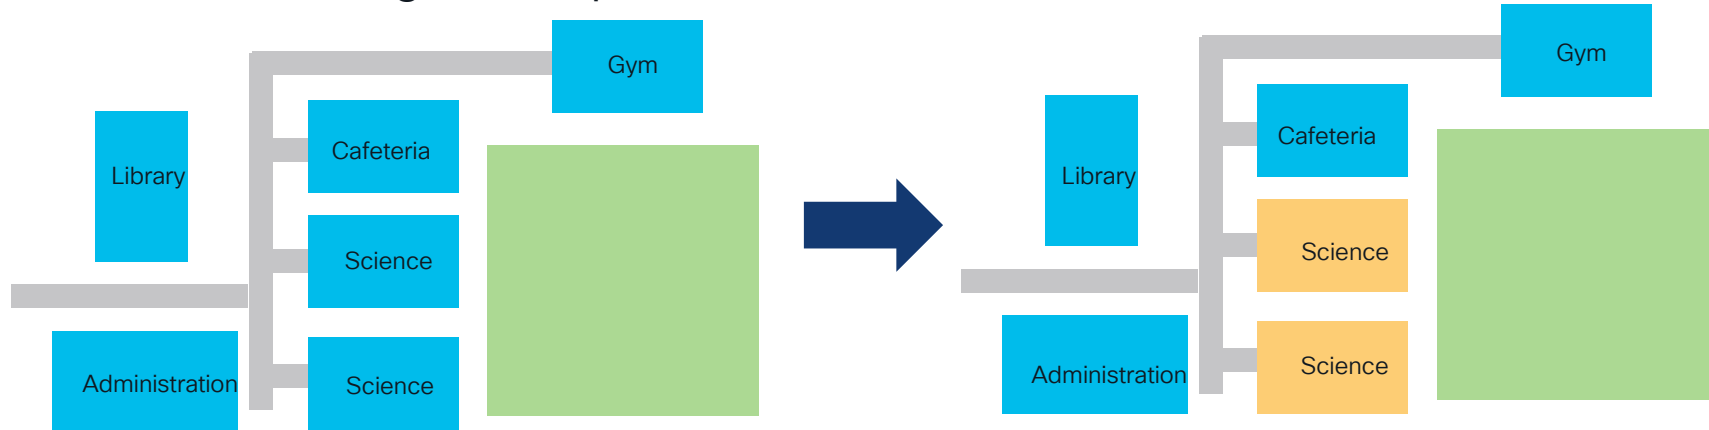 Gym
Cafeteria
Library
Science
Administration
Science
Gym
Cafeteria
Library
Science
Administration
Science